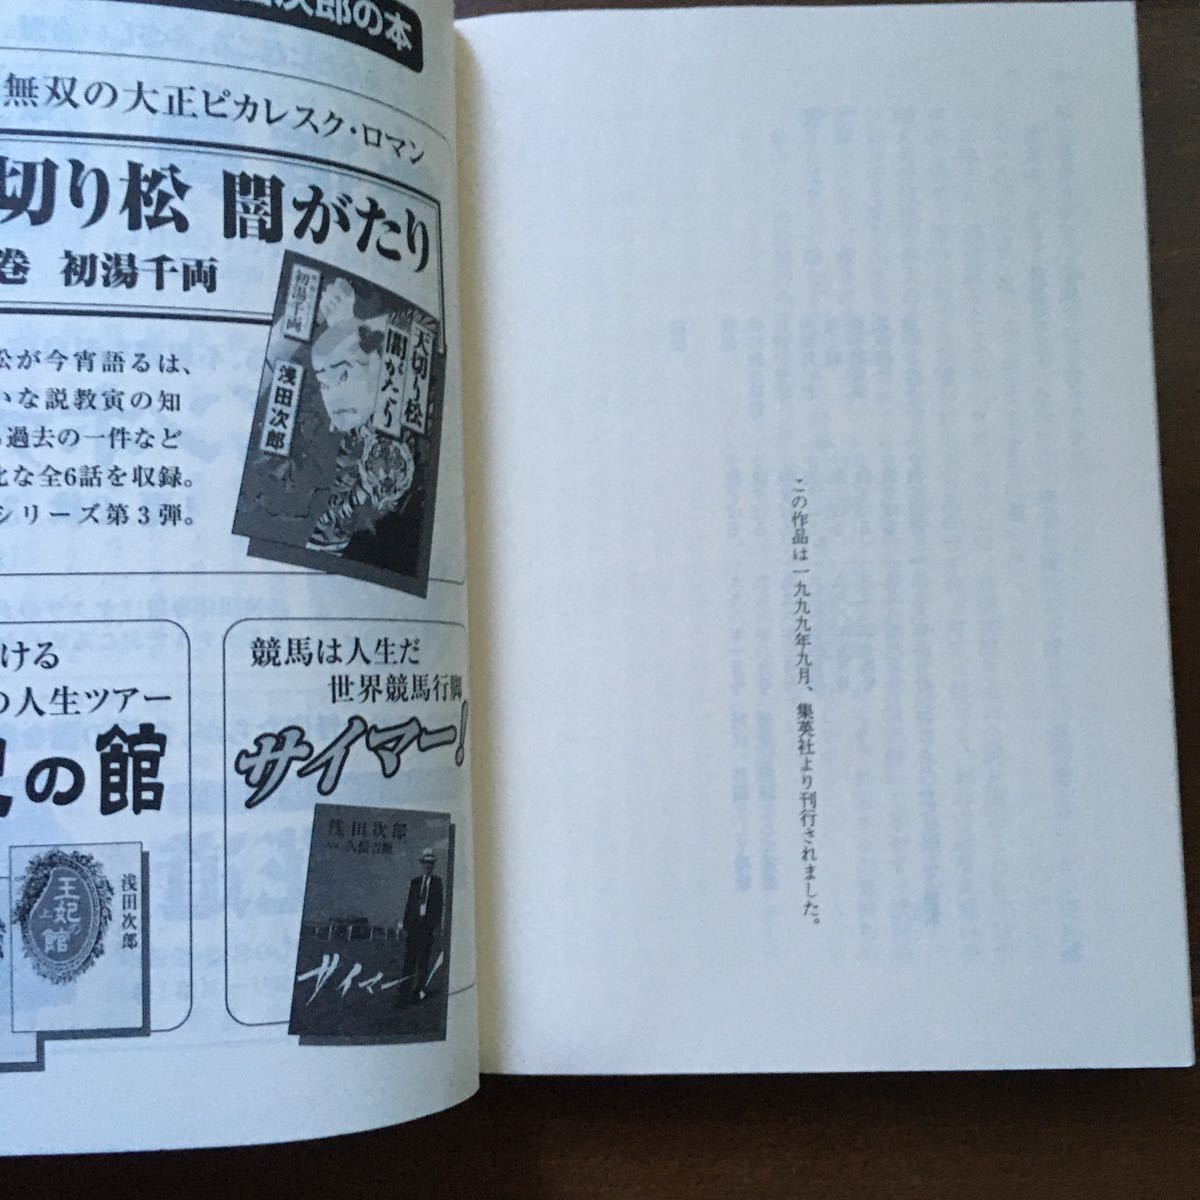 次郎の本
無双の大正ピカレスク・ロマン
切り松 闇がたり
巻 初湯千両
松が今宵語るは、
いな説教寅の知
る過去の一件など
な全6話を収録。
シリーズ第3弾。
初湯千両
天切り松
闇がたり
浅田次郎
ける
の人生ツアー
の館
王妃の館
上
浅田次郎
競馬は人生だ
世界競馬行脚
サイマー!
浅田次郎
久保吉輝
サイマー!
この作品は一九九九年九月、集英社より刊行されました。